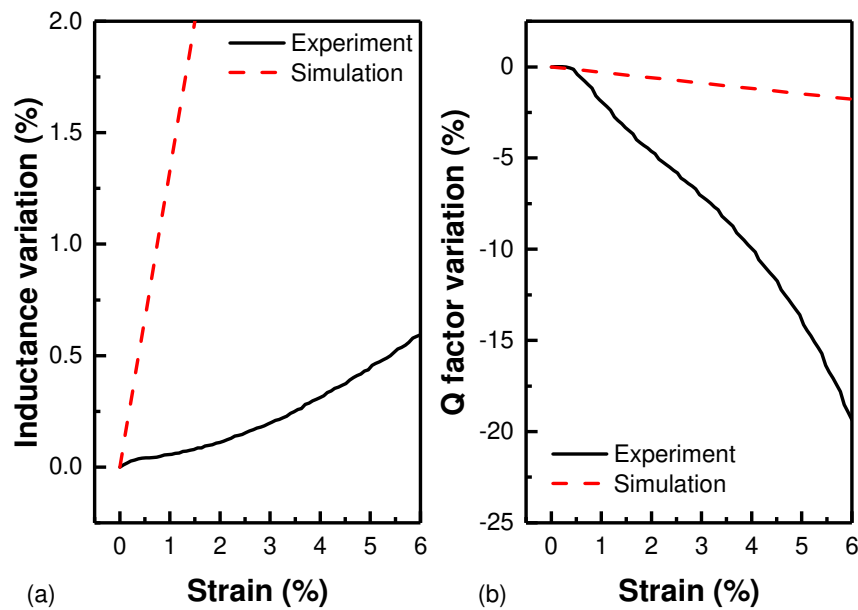 Inductance variation (%)
2.0
1.5
1.0
0.5
0.0
Experiment
Simulation
0 1 2 3 4 5 6
(a) Strain (%)
Q factor variation (%)
0
-5
-10
-15
-20
-25
Experiment
Simulation
0 1 2 3 4 5 6
(b) Strain (%)